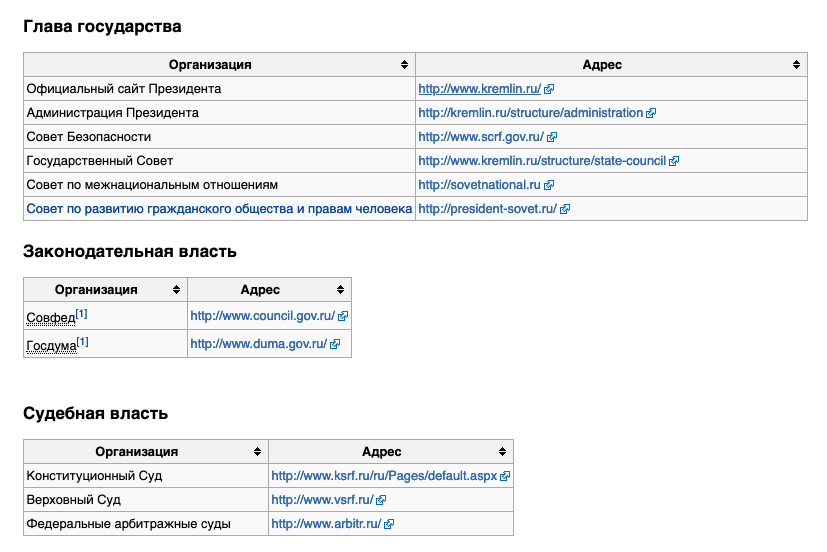 Глава государства
Организация Адрес
Официальный сайт Президента http://www.kremlin.ru/
Администрация Президента http://kremlin.ru/structure/administration
Совет Безопасности http://www.scrf.gov.ru/
Государственный Совет http://www.kremlin.ru/structure/state-council
Совет по межнациональным отношениям http://sovetnational.ru
Совет по развитию гражданского общества и правам человека http://president-sovet.ru/
Законодательная власть
Организация Адрес
Совфед[1] http://www.council.gov.ru/
Госдума[1] http://www.duma.gov.ru/
Судебная власть
Организация Адрес
Конституционный Суд http://www.ksrf.ru/ru/Pages/default.aspx
Верховный Суд http://www.vsrf.ru/
Федеральные арбитражные суды http://www.arbitr.ru/